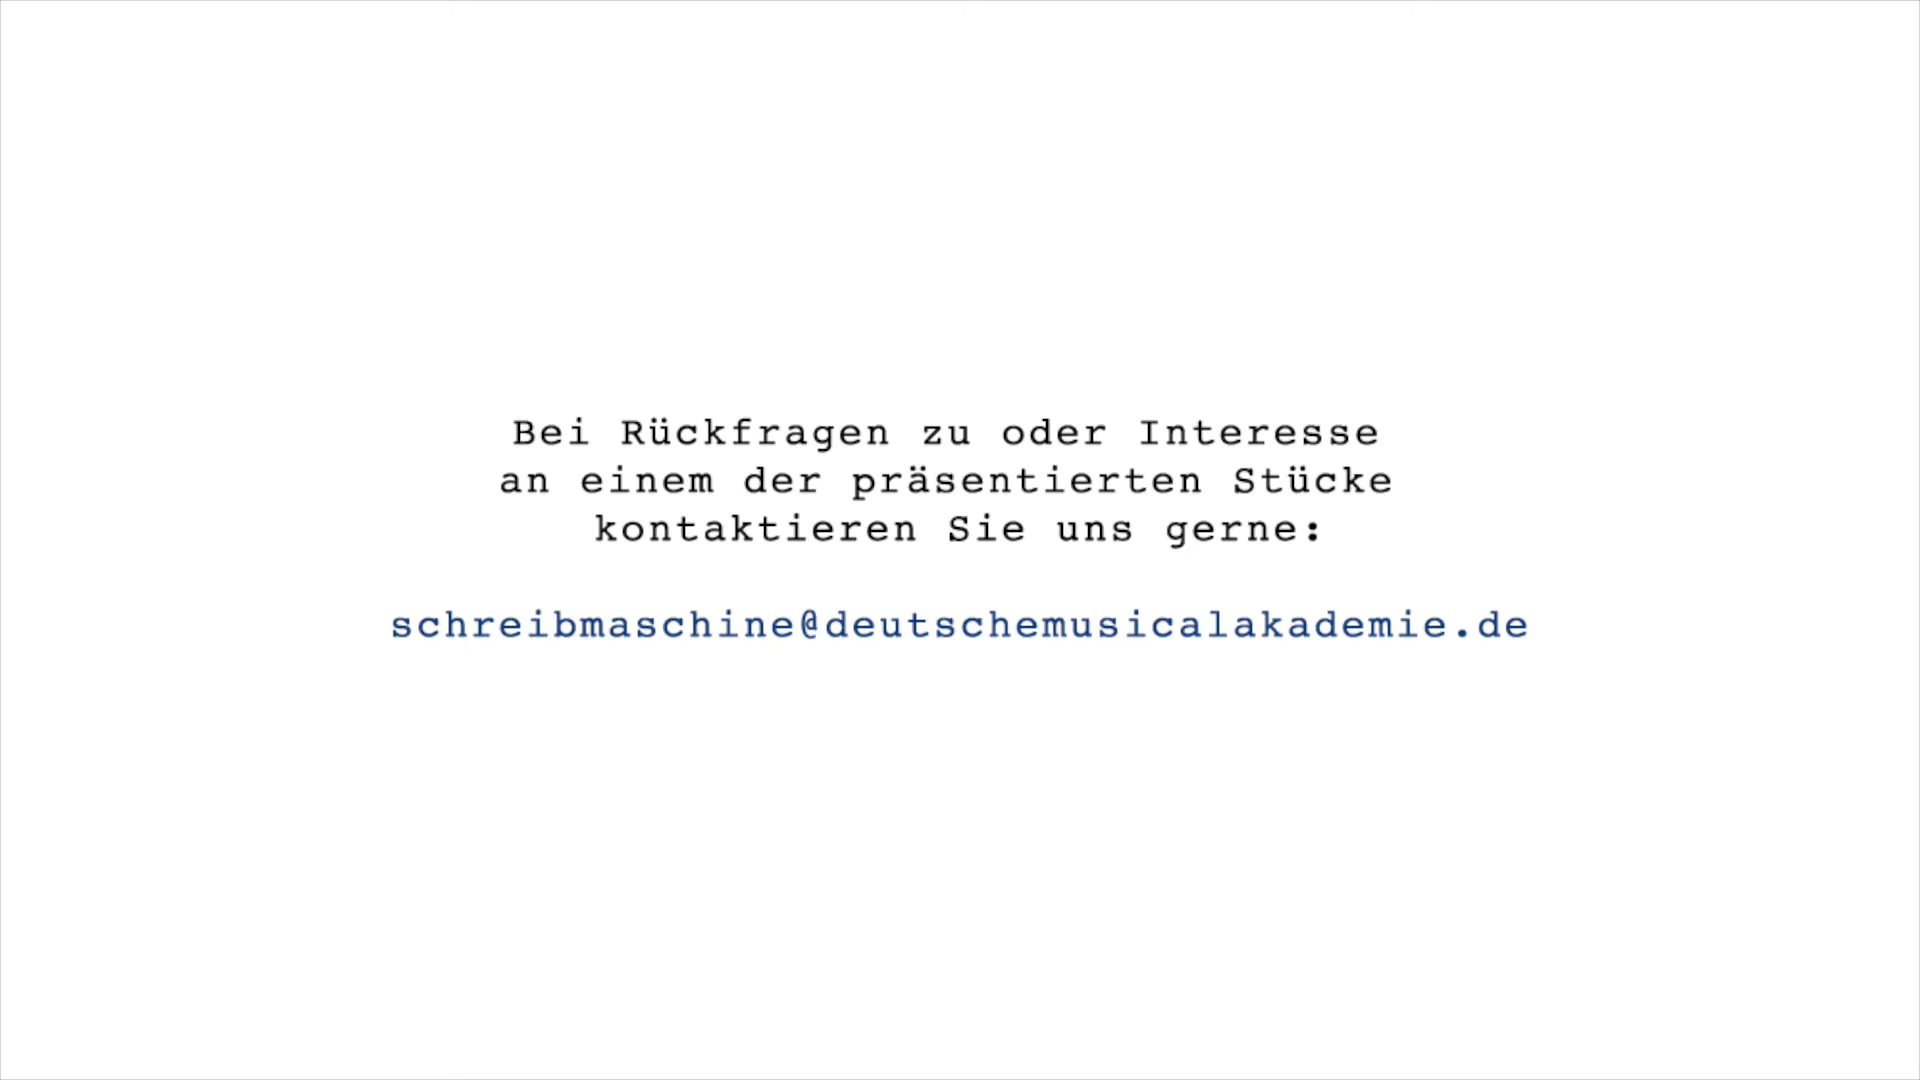 Bei Rückfragen zu oder Interesse
an einem der präsentierten Stücke
kontaktieren Sie uns gerne:
schreibmaschine@deutschemusicalakademie.de